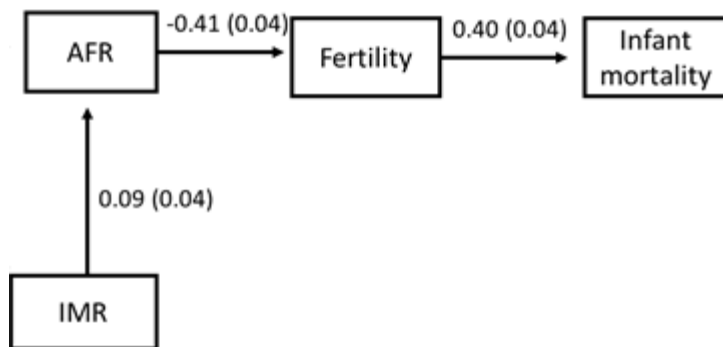 -0.41 (0.04)
AFR
Fertility
0.40 (0.04)
Infant
mortality
0.09 (0.04)
IMR